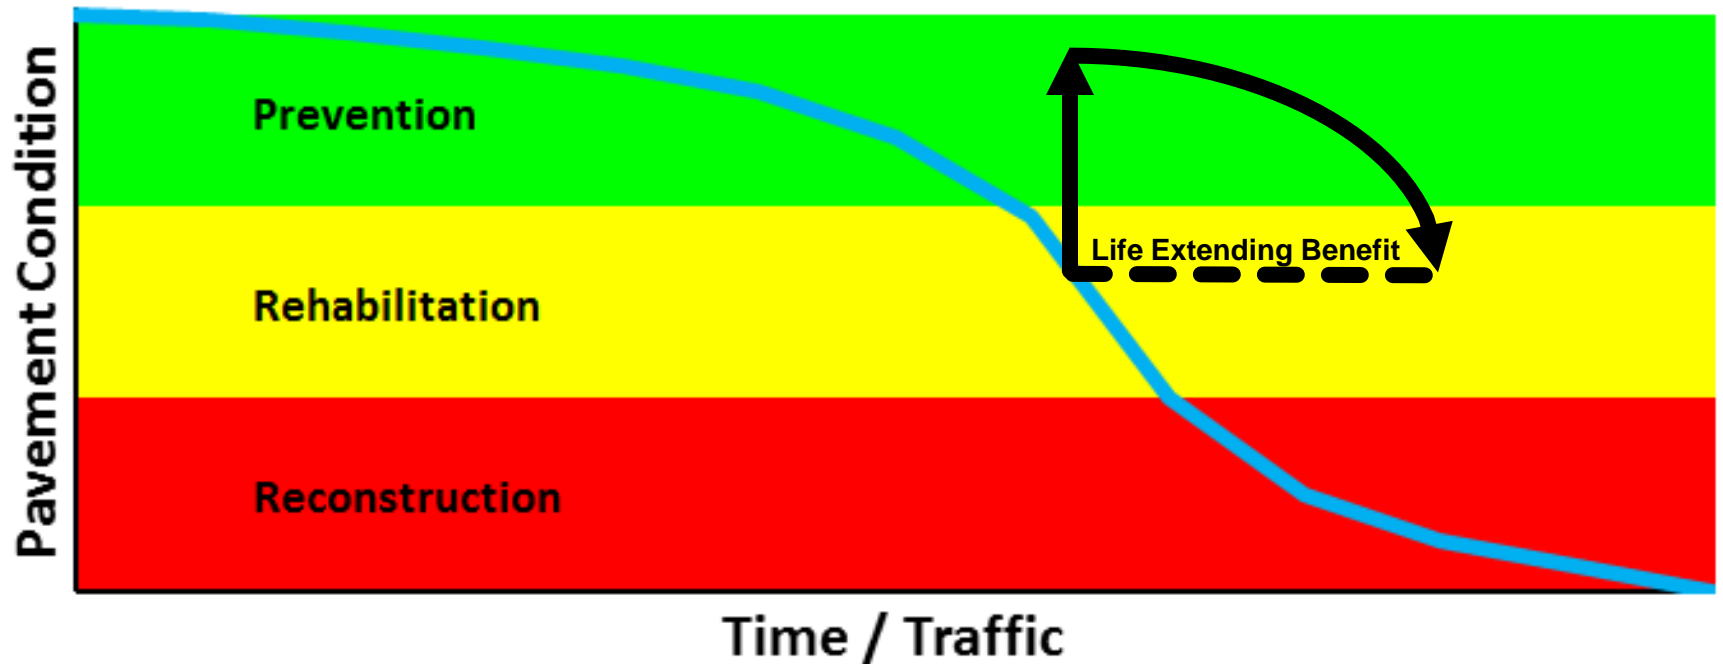 Pavement Condition
Prevention
Life Extending Benefit
Rehabilitation
Reconstruction
Time / Traffic